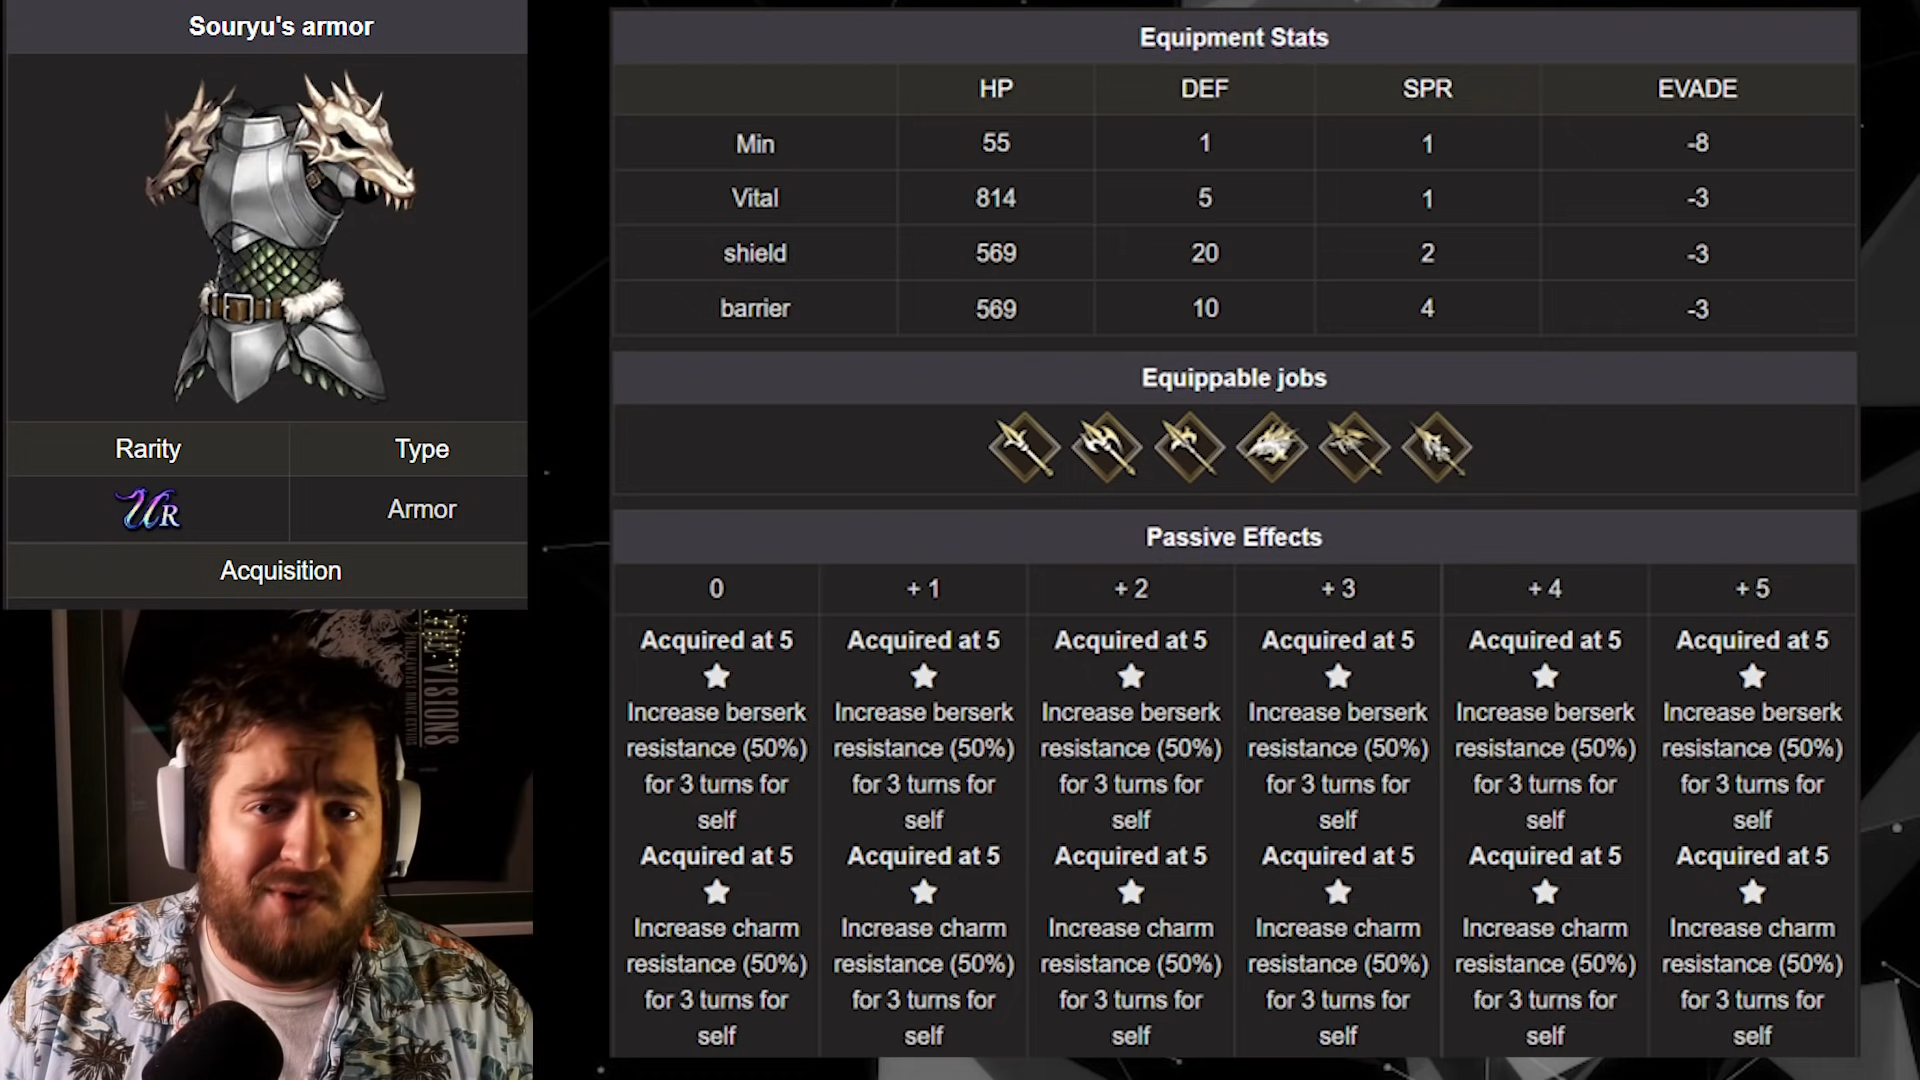 Souryu's armor
Rarity Type
UR Armor
Acquisition
Equipment Stats
HP DEF SPR EVADE
Min 55 1 1 -8
Vital 814 5 1 -3
shield 569 20 2 -3
barrier 569 10 4 -3
Equippable jobs
Passive Effects
0 + 1 + 2 + 3 + 4 + 5
Acquired at 5 Acquired at 5 Acquired at 5 Acquired at 5 Acquired at 5 Acquired at 5
Increase berserk Increase berserk Increase berserk Increase berserk Increase berserk Increase berserk
resistance (50%) resistance (50%) resistance (50%) resistance (50%) resistance (50%) resistance (50%)
for 3 turns for for 3 turns for for 3 turns for for 3 turns for for 3 turns for for 3 turns for
self self self self self self
Acquired at 5 Acquired at 5 Acquired at 5 Acquired at 5 Acquired at 5 Acquired at 5
Increase charm Increase charm Increase charm Increase charm Increase charm Increase charm
resistance (50%) resistance (50%) resistance (50%) resistance (50%) resistance (50%) resistance (50%)
for 3 turns for for 3 turns for for 3 turns for for 3 turns for for 3 turns for for 3 turns for
self self self self self self
VISIONS